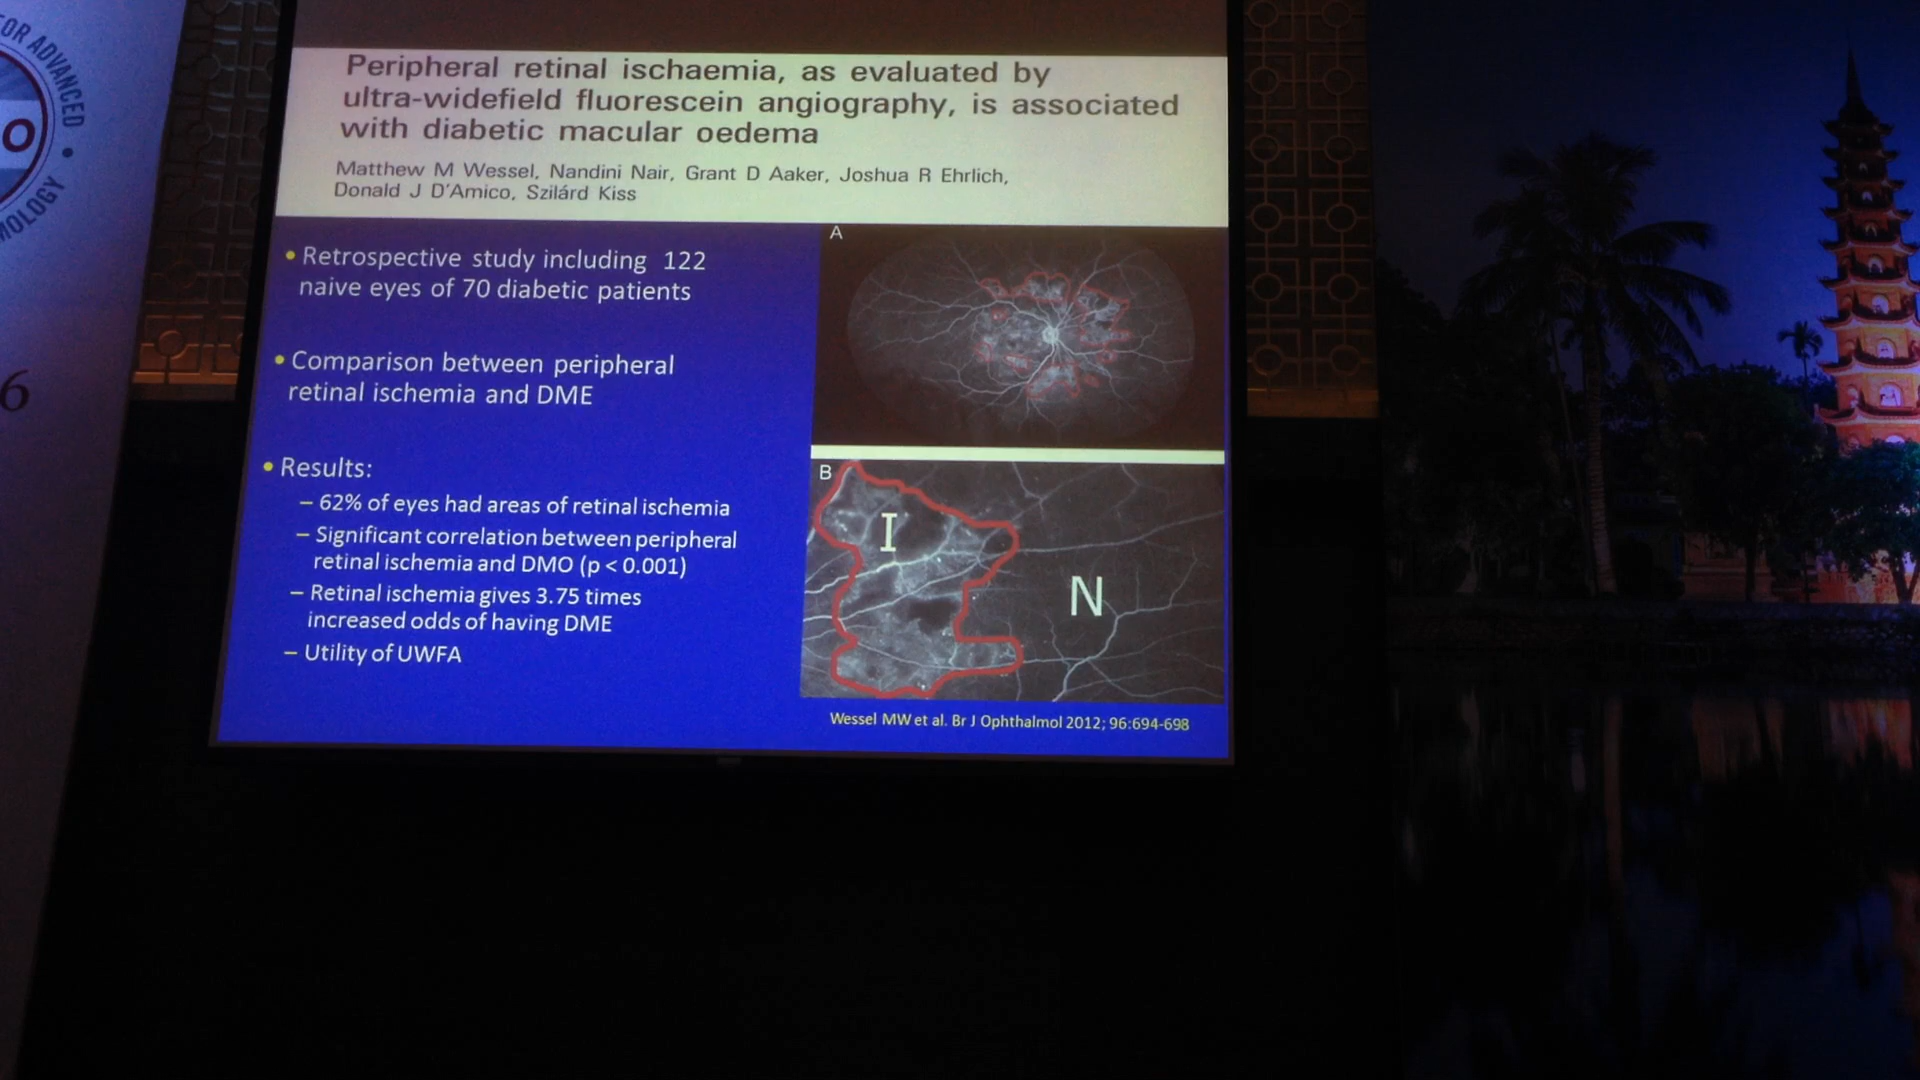 FOR ADVANCED
O
MOLOGY
6
Peripheral retinal ischaemia, as evaluated by
ultra-widefield fluorescein angiography, is associated
with diabetic macular oedema
Matthew M Wessel, Nandini Nair, Grant D Aaker, Joshua R Ehrlich,
Donald J D'Amico, Szilárd Kiss
• Retrospective study including 122
naive eyes of 70 diabetic patients
• Comparison between peripheral
retinal ischemia and DME
• Results:
– 62% of eyes had areas of retinal ischemia
– Significant correlation between peripheral
retinal ischemia and DMO (p < 0.001)
– Retinal ischemia gives 3.75 times
increased odds of having DME
– Utility of UWFA
A
B
I
N
Wessel MW et al. Br J Ophthalmol 2012; 96:694-698